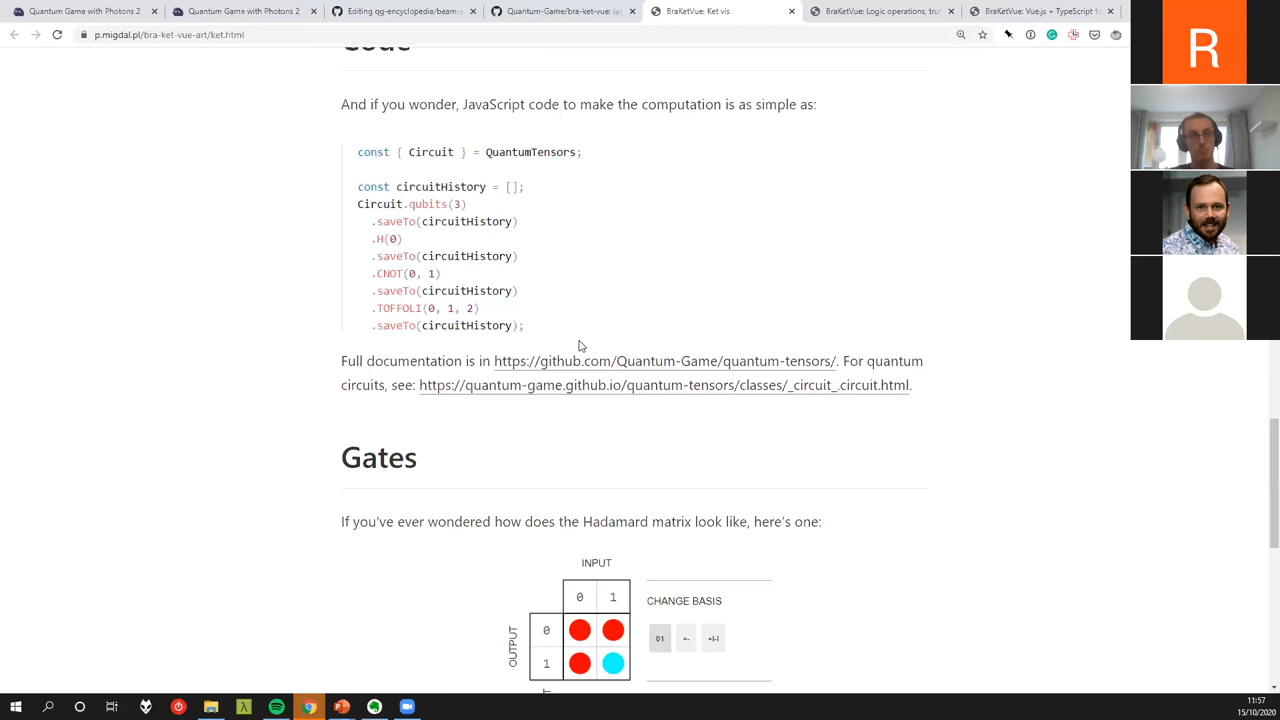 Quantum Game with Photons 2
Quantum Game with Photons 2
Editing qg-encyclopedia/beam-s
Quantum-Game/bra-ket-vue: ⟨φ|
BraKetVue: Ket vis
BraKetVue: Logic operations, tru
BraKetVue: Vue.js + TypeScript fo
p.migdal.pl/bra-ket-vue-art/ket.html
Code
And if you wonder, JavaScript code to make the computation is as simple as:
const { Circuit } = QuantumTensors;
const circuitHistory = [];
Circuit.qubits(3)
.saveTo(circuitHistory)
.H(0)
.saveTo(circuitHistory)
.CNOT(0, 1)
.saveTo(circuitHistory)
.TOFFOLI(0, 1, 2)
.saveTo(circuitHistory);
Full documentation is in https://github.com/Quantum-Game/quantum-tensors/. For quantum
circuits, see: https://quantum-game.github.io/quantum-tensors/classes/_circuit_.circuit.html.
Gates
If you've ever wondered how does the Hadamard matrix look like, here's one:
INPUT
0 1
OUTPUT
0
1
CHANGE BASIS
01 +- +i-i
R
11:57
15/10/2020